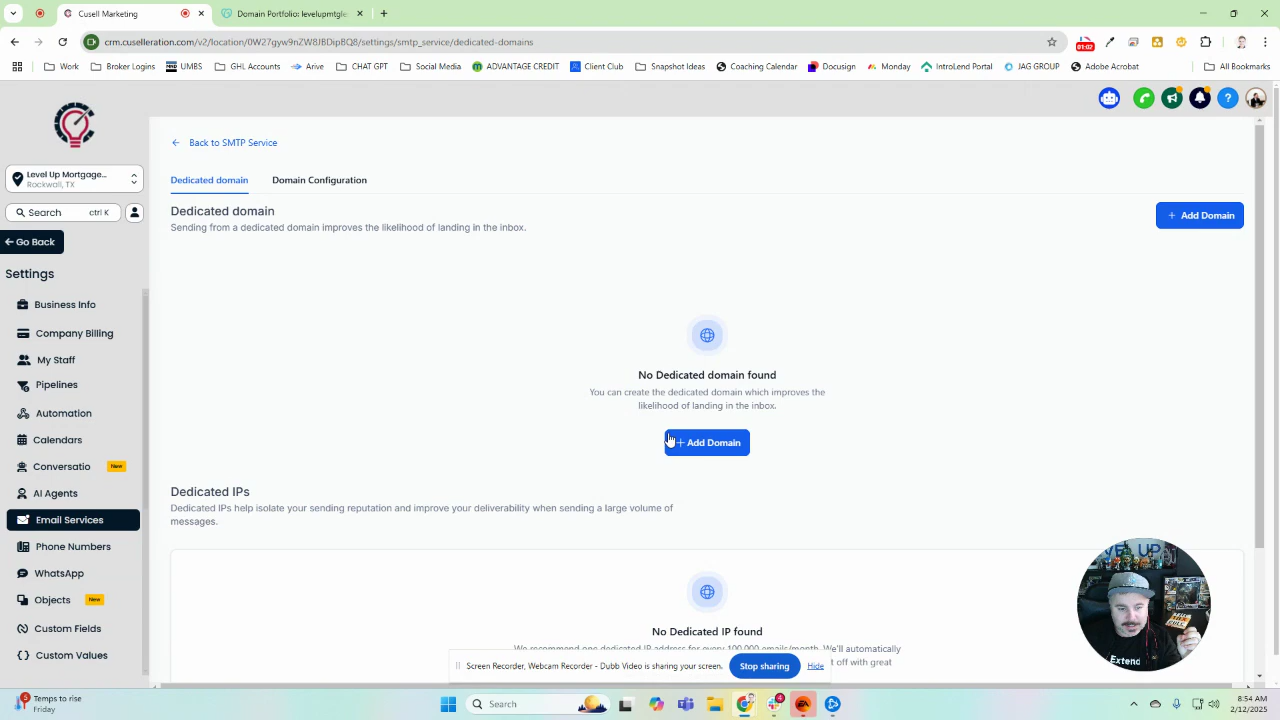 Cusell Marketing
Domain Portfolio: levelupmtgle
crm.cuselleration.com/v2/location/0W27gyw9nZW8JBDipBQ8/settings/smtp_service/dedicated-domains
01:02
Work
Broker Logins
UMBS
GHL Accounts
Arive
CHAT GPT
Social Media
ADVANTAGE CREDIT
Client Club
Snapshot Ideas
Coaching Calendar
Docusign
Monday
IntroLend Portal
JAG GROUP
Adobe Acrobat
All Bookmarks
Level Up Mortgage...
Rockwall, TX
Search ctrl K
Go Back
Settings
Business Info
Company Billing
My Staff
Pipelines
Automation
Calendars
Conversatio New
AI Agents
Email Services
Phone Numbers
WhatsApp
Objects New
Custom Fields
Custom Values
Back to SMTP Service
Dedicated domain Domain Configuration
Dedicated domain
Sending from a dedicated domain improves the likelihood of landing in the inbox.
+ Add Domain
No Dedicated domain found
You can create the dedicated domain which improves the
likelihood of landing in the inbox.
+ Add Domain
Dedicated IPs
Dedicated IPs help isolate your sending reputation and improve your deliverability when sending a large volume of
messages.
No Dedicated IP found
We recommend one dedicated IP address for every 100,000 emails/month. We'll automatically
t off with great
Screen Recorder, Webcam Recorder - Dubb Video is sharing your screen.
Stop sharing
Hide
Extend
3
Temps to rise
Friday
Search
4
8:54 AM
2/12/2025